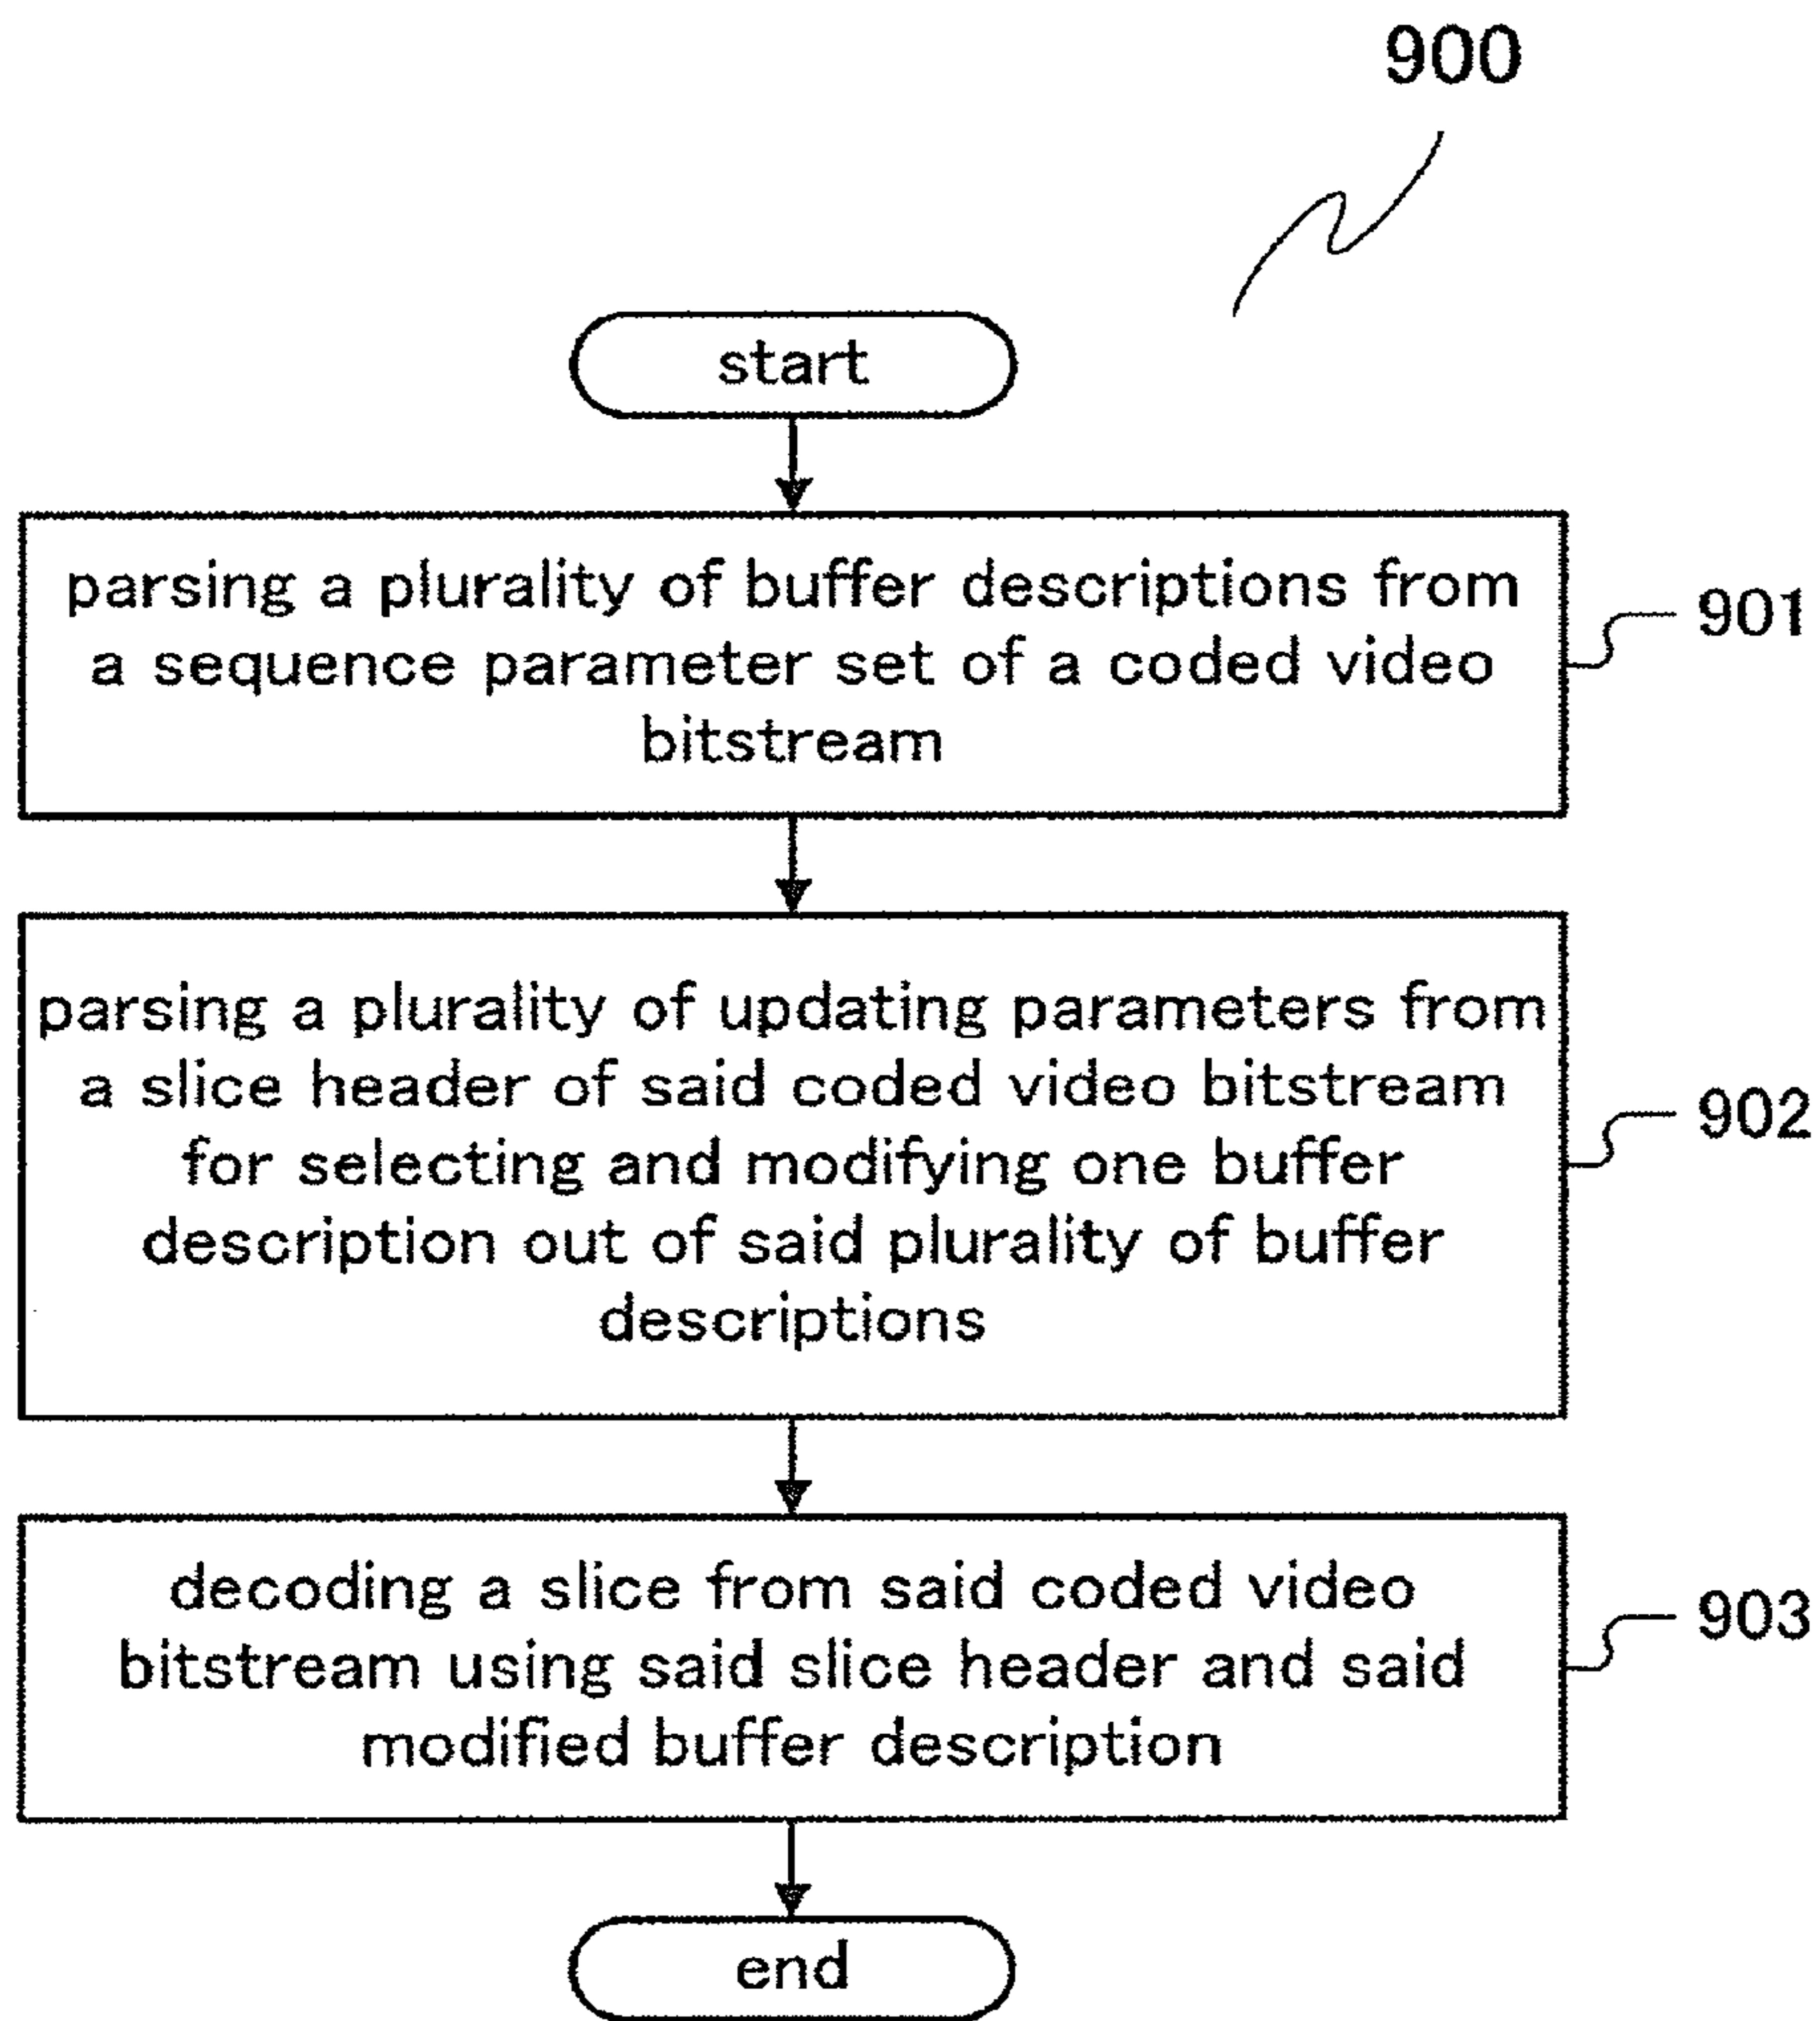 900
start
parsing a plurality of buffer descriptions from
a sequence parameter set of a coded video
bitstream
901
parsing a plurality of updating parameters from
a slice header of said coded video bitstream
for selecting and modifying one buffer
description out of said plurality of buffer
descriptions
902
decoding a slice from said coded video
bitstream using said slice header and said
modified buffer description
903
end